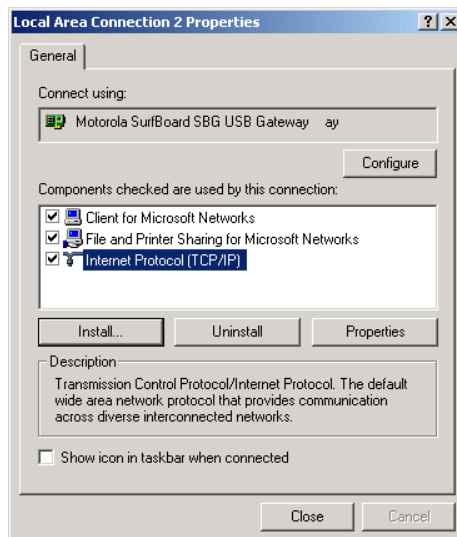 Local Area Connection 2 Properties
General
Connect using:
Motorola SurfBoard SBG USB Gateway ay
Configure
Components checked are used by this connection:
Client for Microsoft Networks
File and Printer Sharing for Microsoft Networks
Internet Protocol (TCP/IP)
Install... Uninstall Properties
Description
Transmission Control Protocol/Internet Protocol. The default
wide area network protocol that provides communication
across diverse interconnected networks.
Show icon in taskbar when connected
Close Cancel